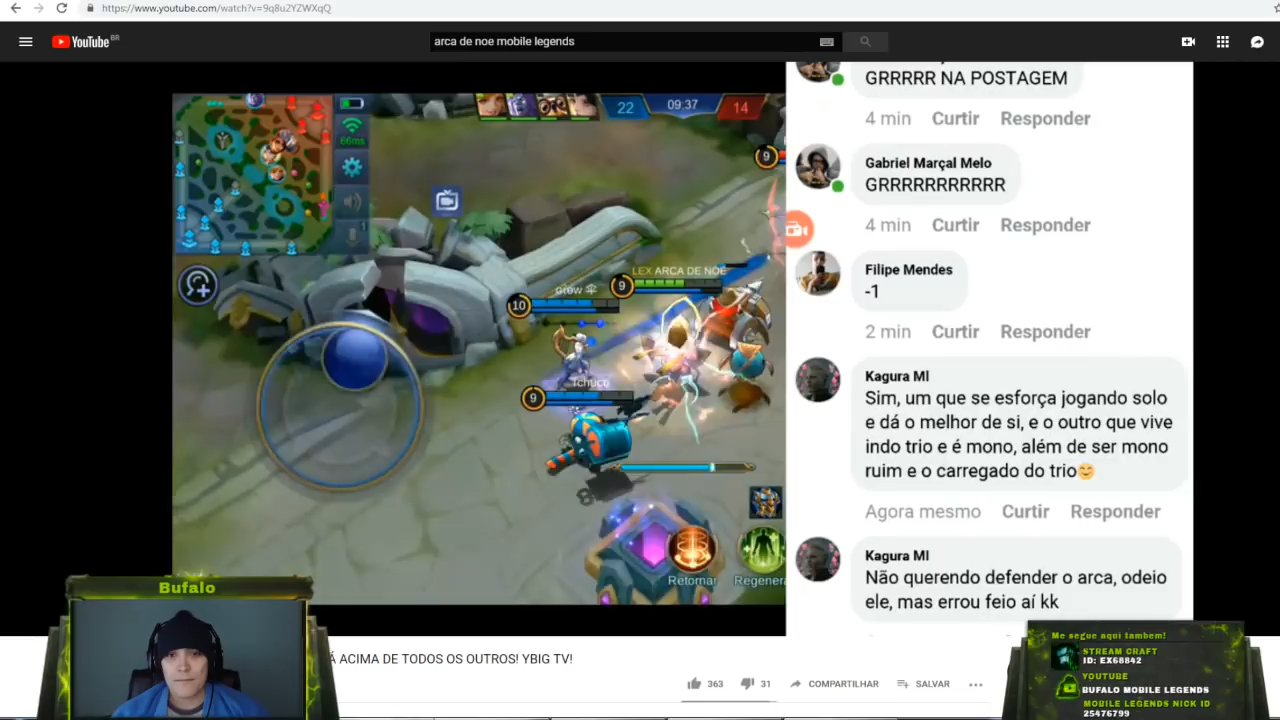 https://www.youtube.com/watch?v=9q8u2YZWXqQ
YouTube BR
arca de noe mobile legends
22 09:37 14
66ms
9
LEX ARCA DE NOE
9
10
Tchuco
9
Retornar
Regenera
GRRRRR NA POSTAGEM
4 min Curtir Responder
Gabriel Marçal Melo
GRRRRRRRRRRR
4 min Curtir Responder
Filipe Mendes
-1
2 min Curtir Responder
Kagura Ml
Sim, um que se esforça jogando solo
e dá o melhor de si, e o outro que vive
indo trio e é mono, além de ser mono
ruim e o carregado do trio😊
Agora mesmo Curtir Responder
Kagura Ml
Não querendo defender o arca, odeio
ele, mas errou feio aí kk
Bufalo
Á ACIMA DE TODOS OS OUTROS! YBIG TV!
363 31 COMPARTILHAR SALVAR
Me segue aqui tambem!
STREAM CRAFT
ID: EX68842
YOUTUBE
BUFALO MOBILE LEGENDS
MOBILE LEGENDS NICK ID
25476799